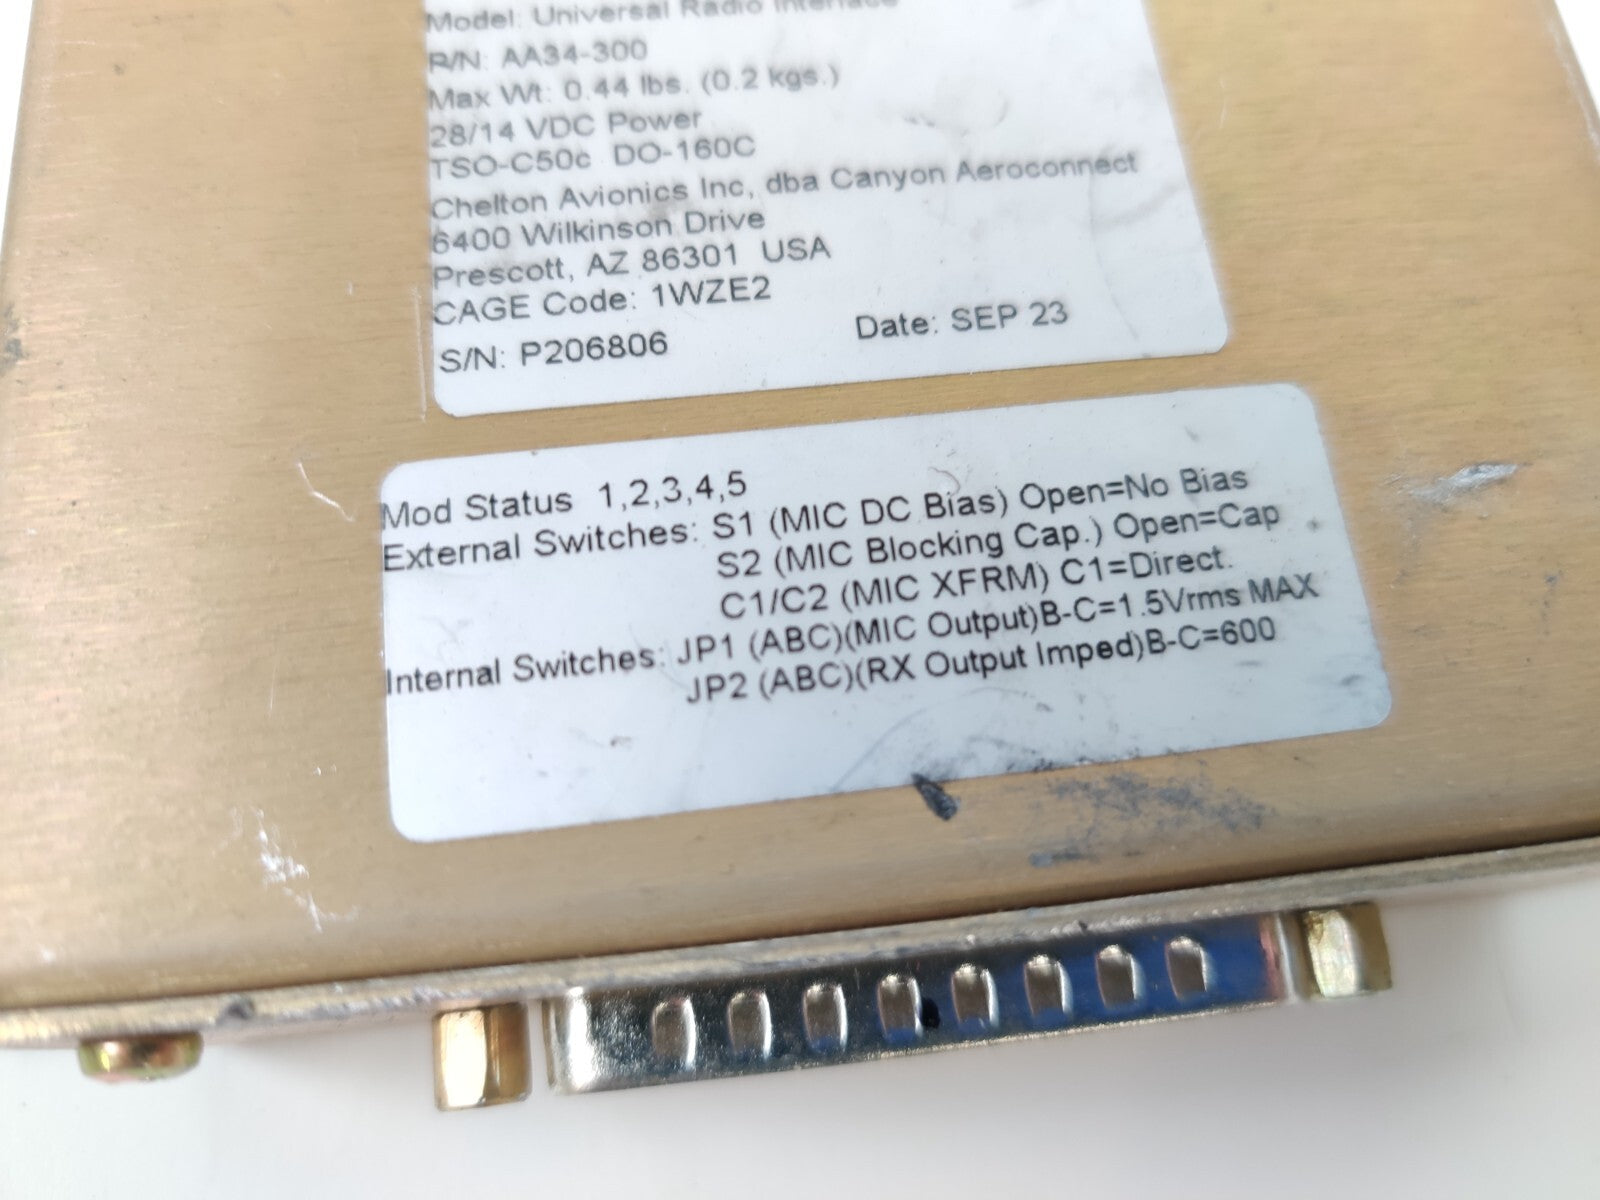 Model: Universal Radio Interface
P/N: AA34-300
Max Wt: 0.44 lbs. (0.2 kgs.)
28/14 VDC Power
TSO-C50c DO-160C
Chelton Avionics Inc, dba Canyon Aeroconnect
6400 Wilkinson Drive
Prescott, AZ 86301 USA
CAGE Code: 1WZE2
S/N: P206806 Date: SEP 23
Mod Status 1,2,3,4,5
External Switches: S1 (MIC DC Bias) Open=No Bias
S2 (MIC Blocking Cap.) Open=Cap
C1/C2 (MIC XFRM) C1=Direct.
Internal Switches: JP1 (ABC)(MIC Output)B-C=1.5Vrms MAX
JP2 (ABC)(RX Output Imped)B-C=600